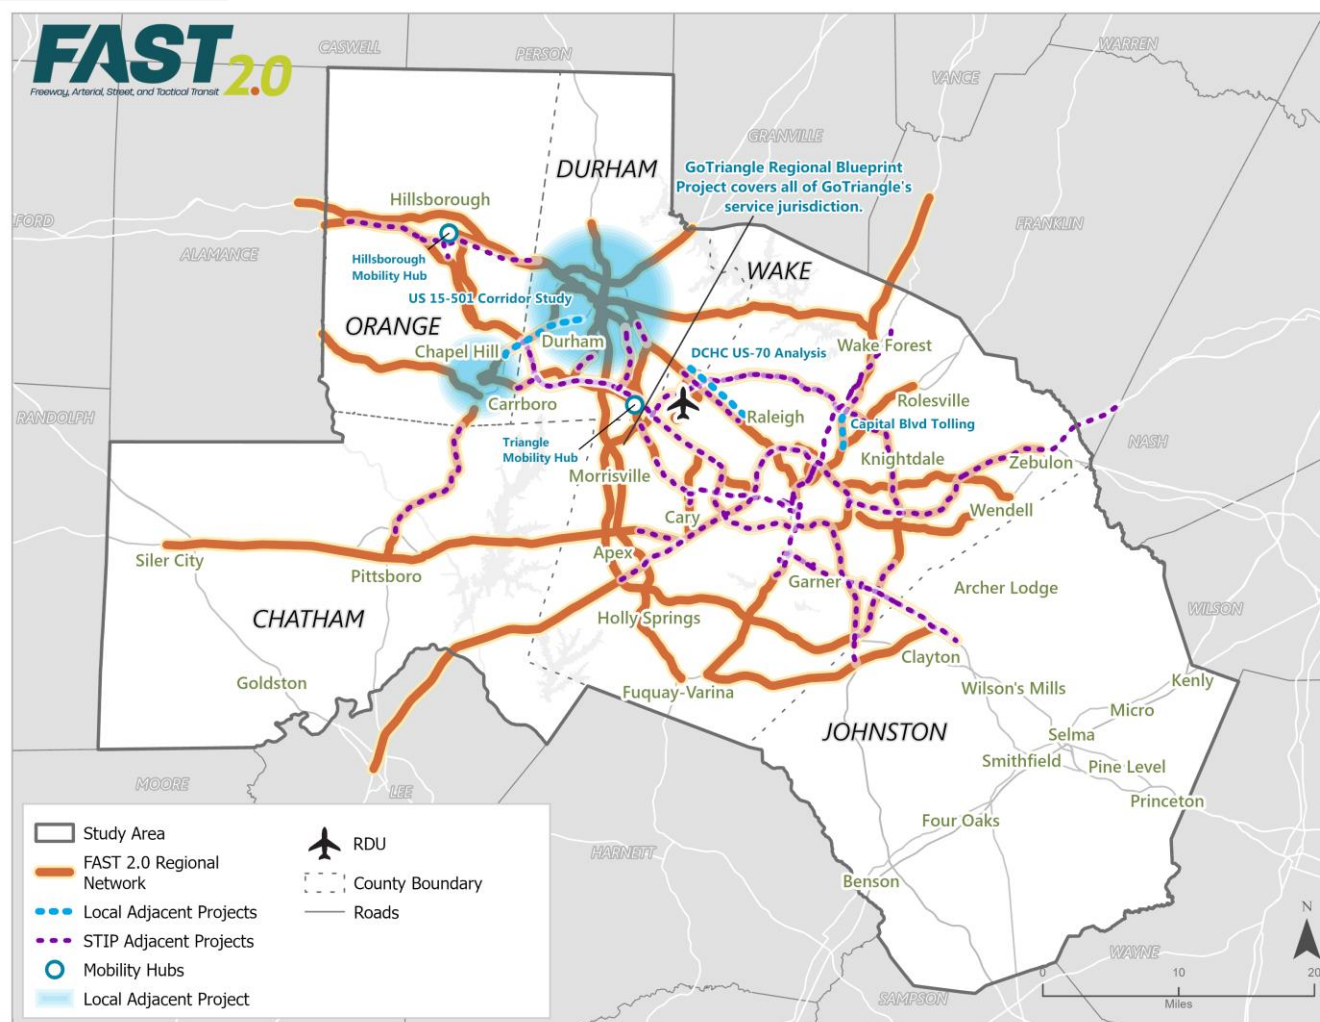 FAST 2.0
Freeway, Arterial, Street, and Tactical Transit
CASWELL
PERSON
WARREN
VANCE
GRANVILLE
DURHAM
GoTriangle Regional Blueprint
Project covers all of GoTriangle's
service jurisdiction.
Hillsborough
FORD
FRANKLIN
ALAMANCE
Hillsborough
Mobility Hub
WAKE
US 15-501 Corridor Study
ORANGE
Durham
Chapel Hill
DCHC US-70 Analysis
Wake Forest
Carrboro
Rolesville
RANDOLPH
Raleigh
Capital Blvd Tolling
NASH
Triangle
Mobility Hub
Knightdale
Zebulon
Morrisville
Wendell
Cary
Siler City
Apex
Pittsboro
Garner
Archer Lodge
CHATHAM
Holly Springs
WILSON
Clayton
Goldston
Fuquay-Varina
Wilson's Mills
Kenly
Micro
JOHNSTON
Selma
Smithfield
Pine Level
MOORE
LEE
Princeton
Four Oaks
HARNETT
Benson
WAYNE
SAMPSON
Study Area
FAST 2.0 Regional
Network
Local Adjacent Projects
STIP Adjacent Projects
Mobility Hubs
Local Adjacent Project
RDU
County Boundary
Roads
N
0 10 20
Miles